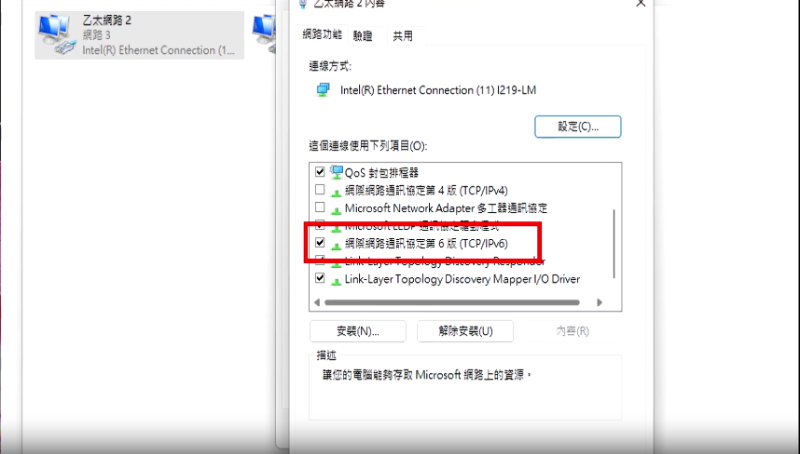 乙太網路 2
網路 3
Intel(R) Ethernet Connection (1...
乙太網路 2 內容
網路功能 驗證 共用
連線方式:
Intel(R) Ethernet Connection (11) I219-LM
設定(C)...
這個連線使用下列項目(O):
QoS 封包排程器
網際網路通訊協定第 4 版 (TCP/IPv4)
Microsoft Network Adapter 多工器通訊協定
Microsoft LLDP 通訊協定驅動程式
網際網路通訊協定第 6 版 (TCP/IPv6)
Link-Layer Topology Discovery Responder
Link-Layer Topology Discovery Mapper I/O Driver
安裝(N)...
解除安裝(U)
內容(R)
描述
讓您的電腦能夠存取 Microsoft 網路上的資源。